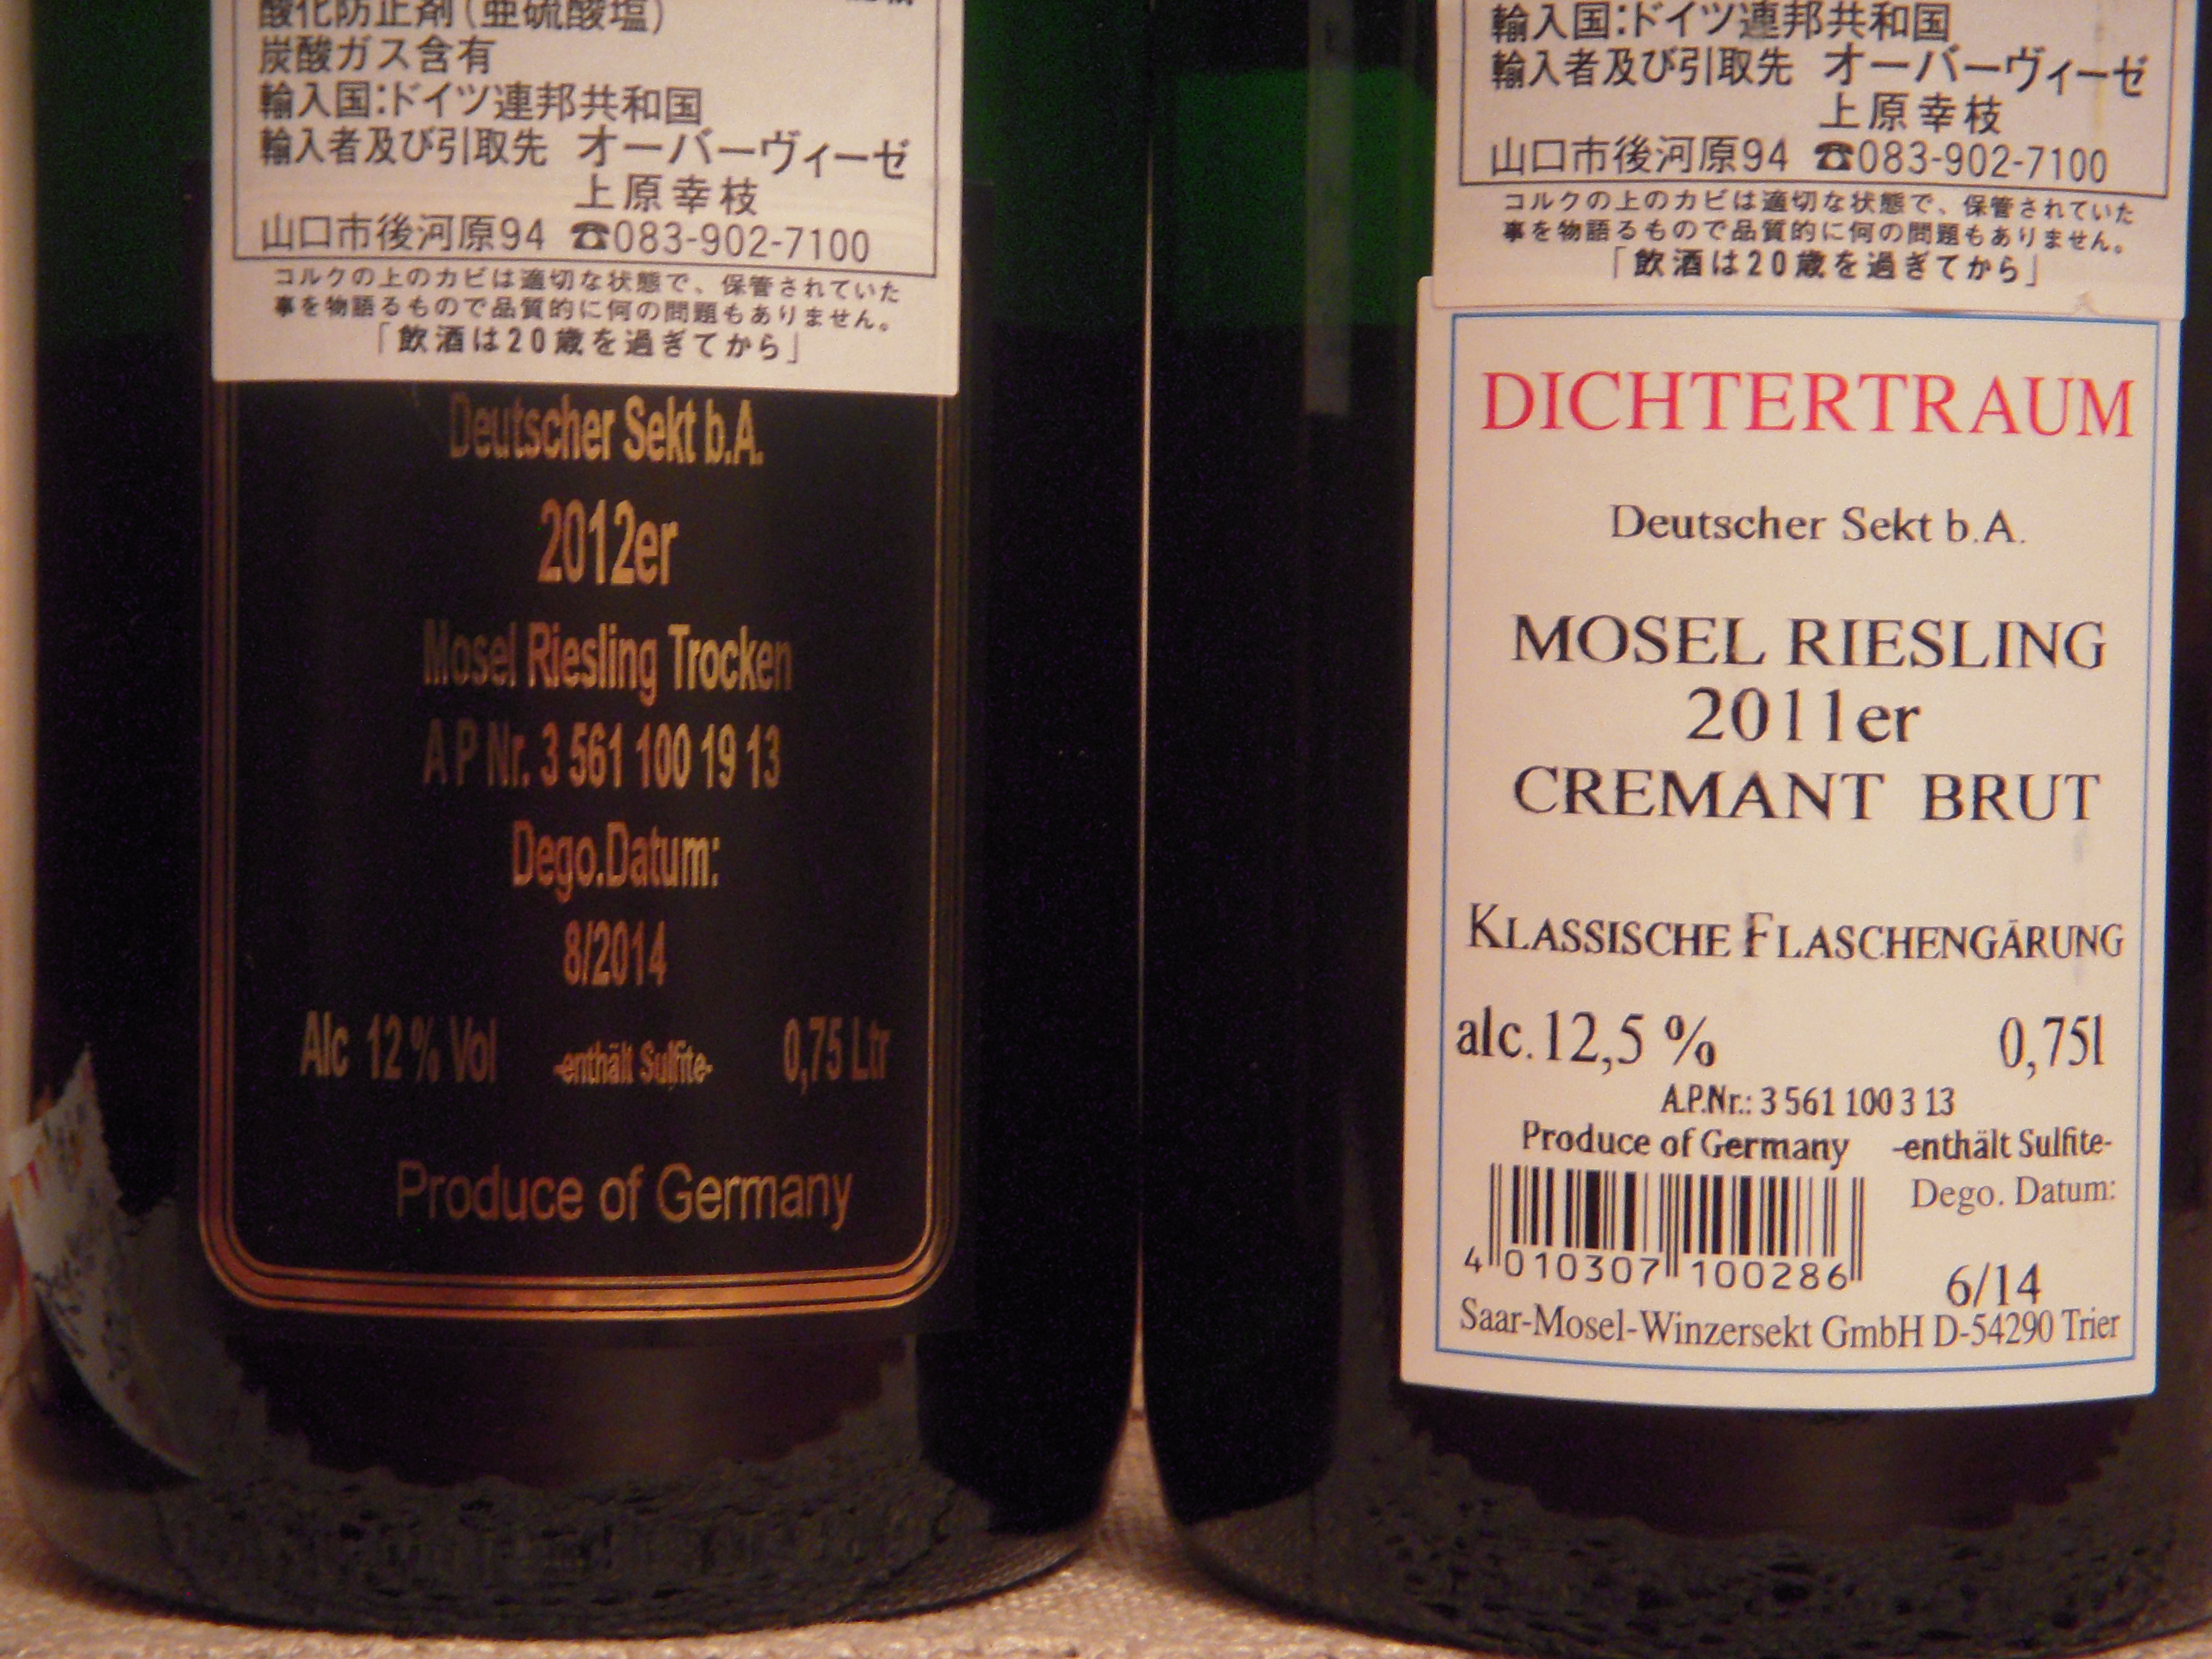 酸化防止剤(亜硫酸塩)
炭酸ガス含有
輸入国:ドイツ連邦共和国
輸入者及び引取先 オーバーヴィーゼ
上原幸枝
山口市後河原94 ☎083-902-7100
コルクの上のカビは適切な状態で、保管されていた
事を物語るもので品質的に何の問題もありません。
「飲酒は20歳を過ぎてから」
Deutscher Sekt b.A.
2012er
Mosel Riesling Trocken
A P Nr. 3 561 100 19 13
Dego.Datum:
8/2014
Alc 12 % Vol -enthält Sulfite- 0,75 Ltr
Produce of Germany
輸入国:ドイツ連邦共和国
輸入者及び引取先 オーバーヴィーゼ
上原幸枝
山口市後河原94 ☎083-902-7100
コルクの上のカビは適切な状態で、保管されていた
事を物語るもので品質的に何の問題もありません。
「飲酒は20歳を過ぎてから」
DICHTERTRAUM
Deutscher Sekt b.A.
MOSEL RIESLING
2011er
CREMANT BRUT
KLASSISCHE FLASCHENGÄRUNG
alc.12,5 % 0,75l
A.P.Nr.: 3 561 100 3 13
Produce of Germany -enthält Sulfite-
Dego. Datum:
4 010307 100286
6/14
Saar-Mosel-Winzersekt GmbH D-54290 Trier